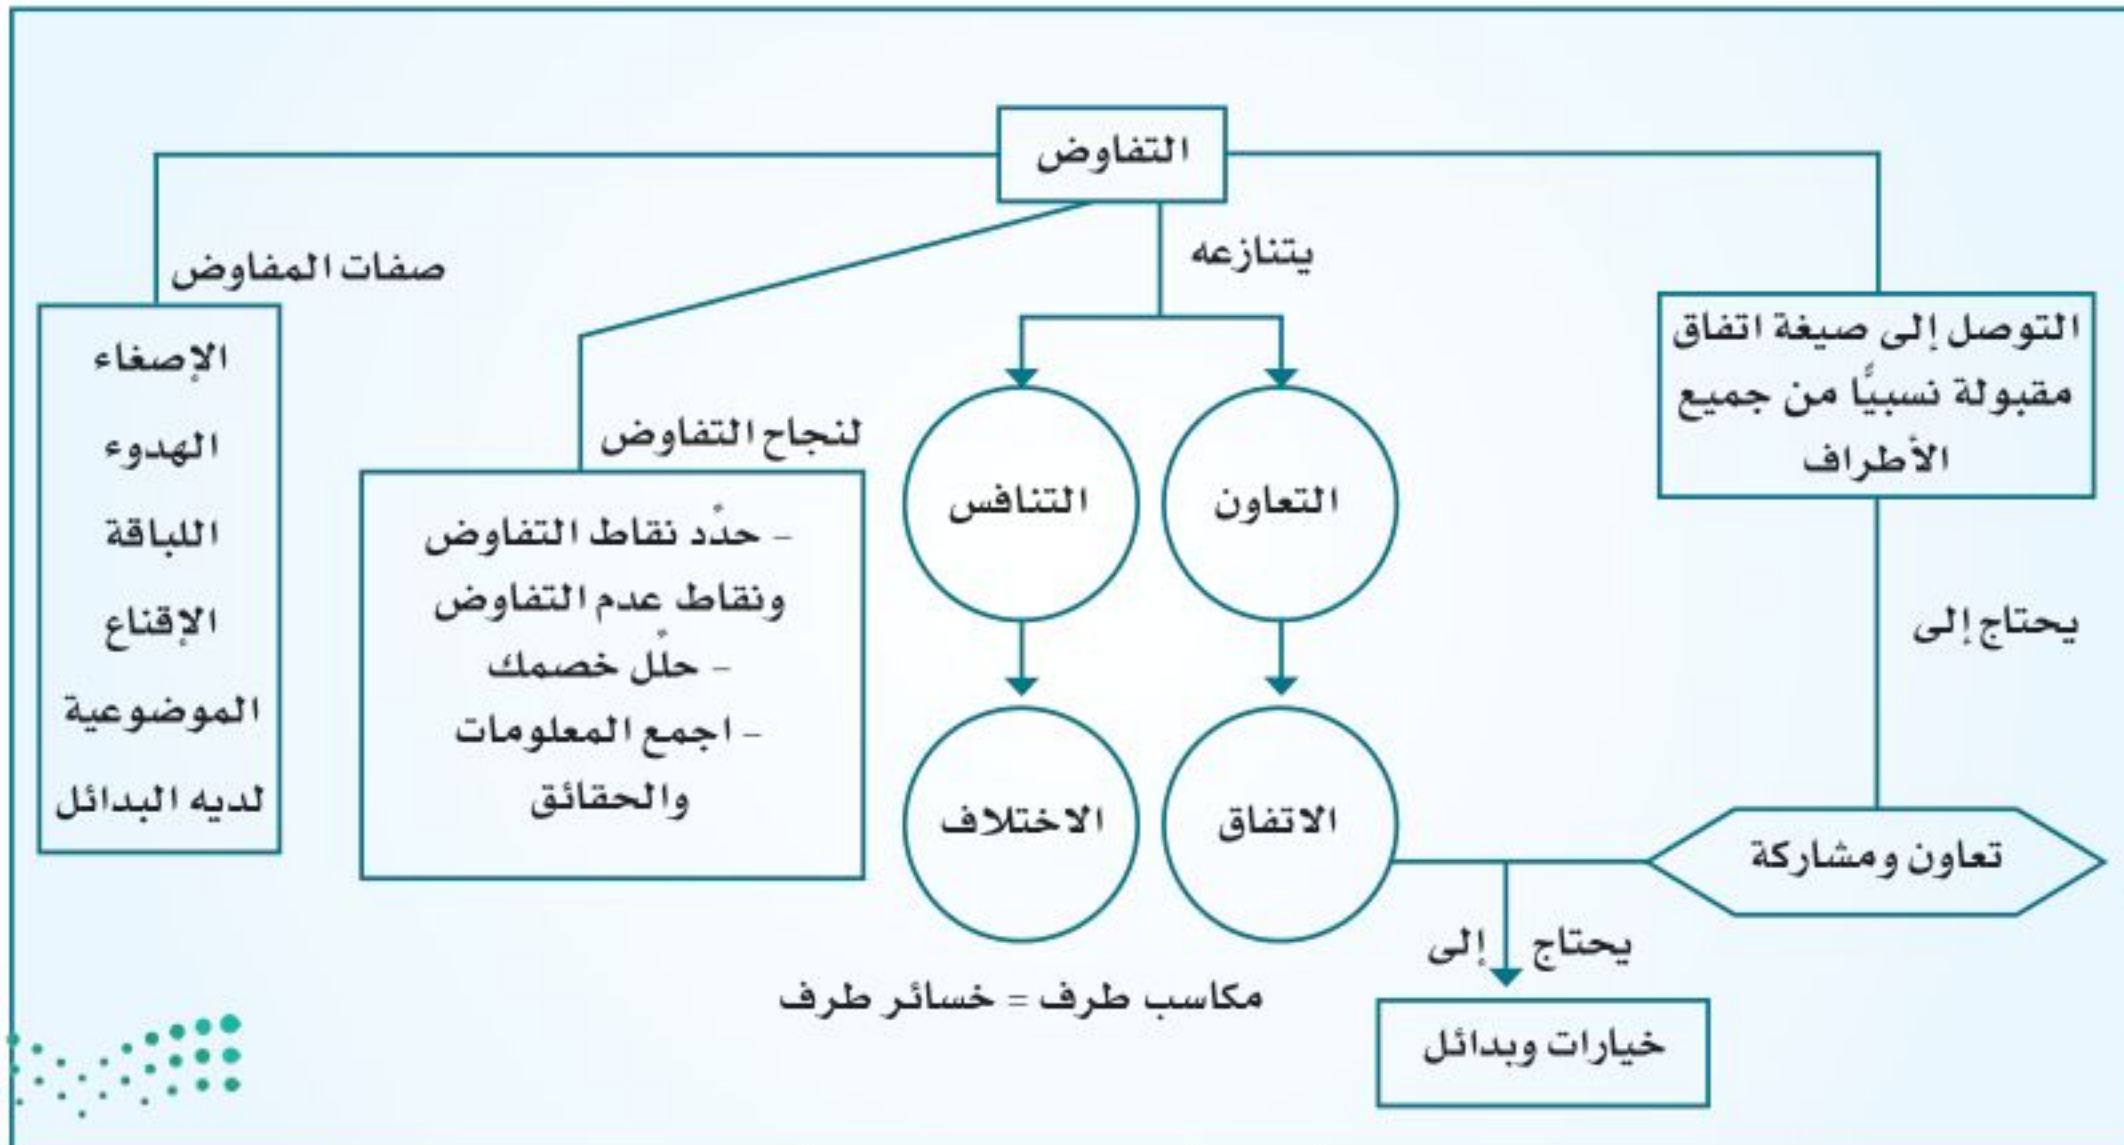 التفاوض
التوصل إلى صيغة اتفاق
مقبولة نسبيًّا من جميع
الأطراف
يحتاج إلى
تعاون ومشاركة
يحتاج إلى
خيارات وبدائل
يتنازعه
التعاون
التنافس
الاتفاق
الاختلاف
مكاسب طرف = خسائر طرف
لنجاح التفاوض
- حدِّد نقاط التفاوض
ونقاط عدم التفاوض
- حلِّل خصمك
- اجمع المعلومات
والحقائق
صفات المفاوض
الإصغاء
الهدوء
اللباقة
الإقناع
الموضوعية
لديه البدائل